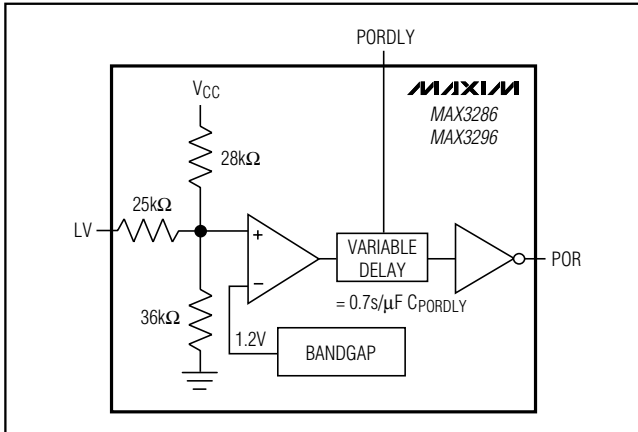 PORDLY
MAXIM
MAX3286
MAX3296
VCC
28kΩ
25kΩ
LV
+
−
VARIABLE
DELAY
POR
= 0.7s/μF CPORDLY
36kΩ
1.2V
BANDGAP